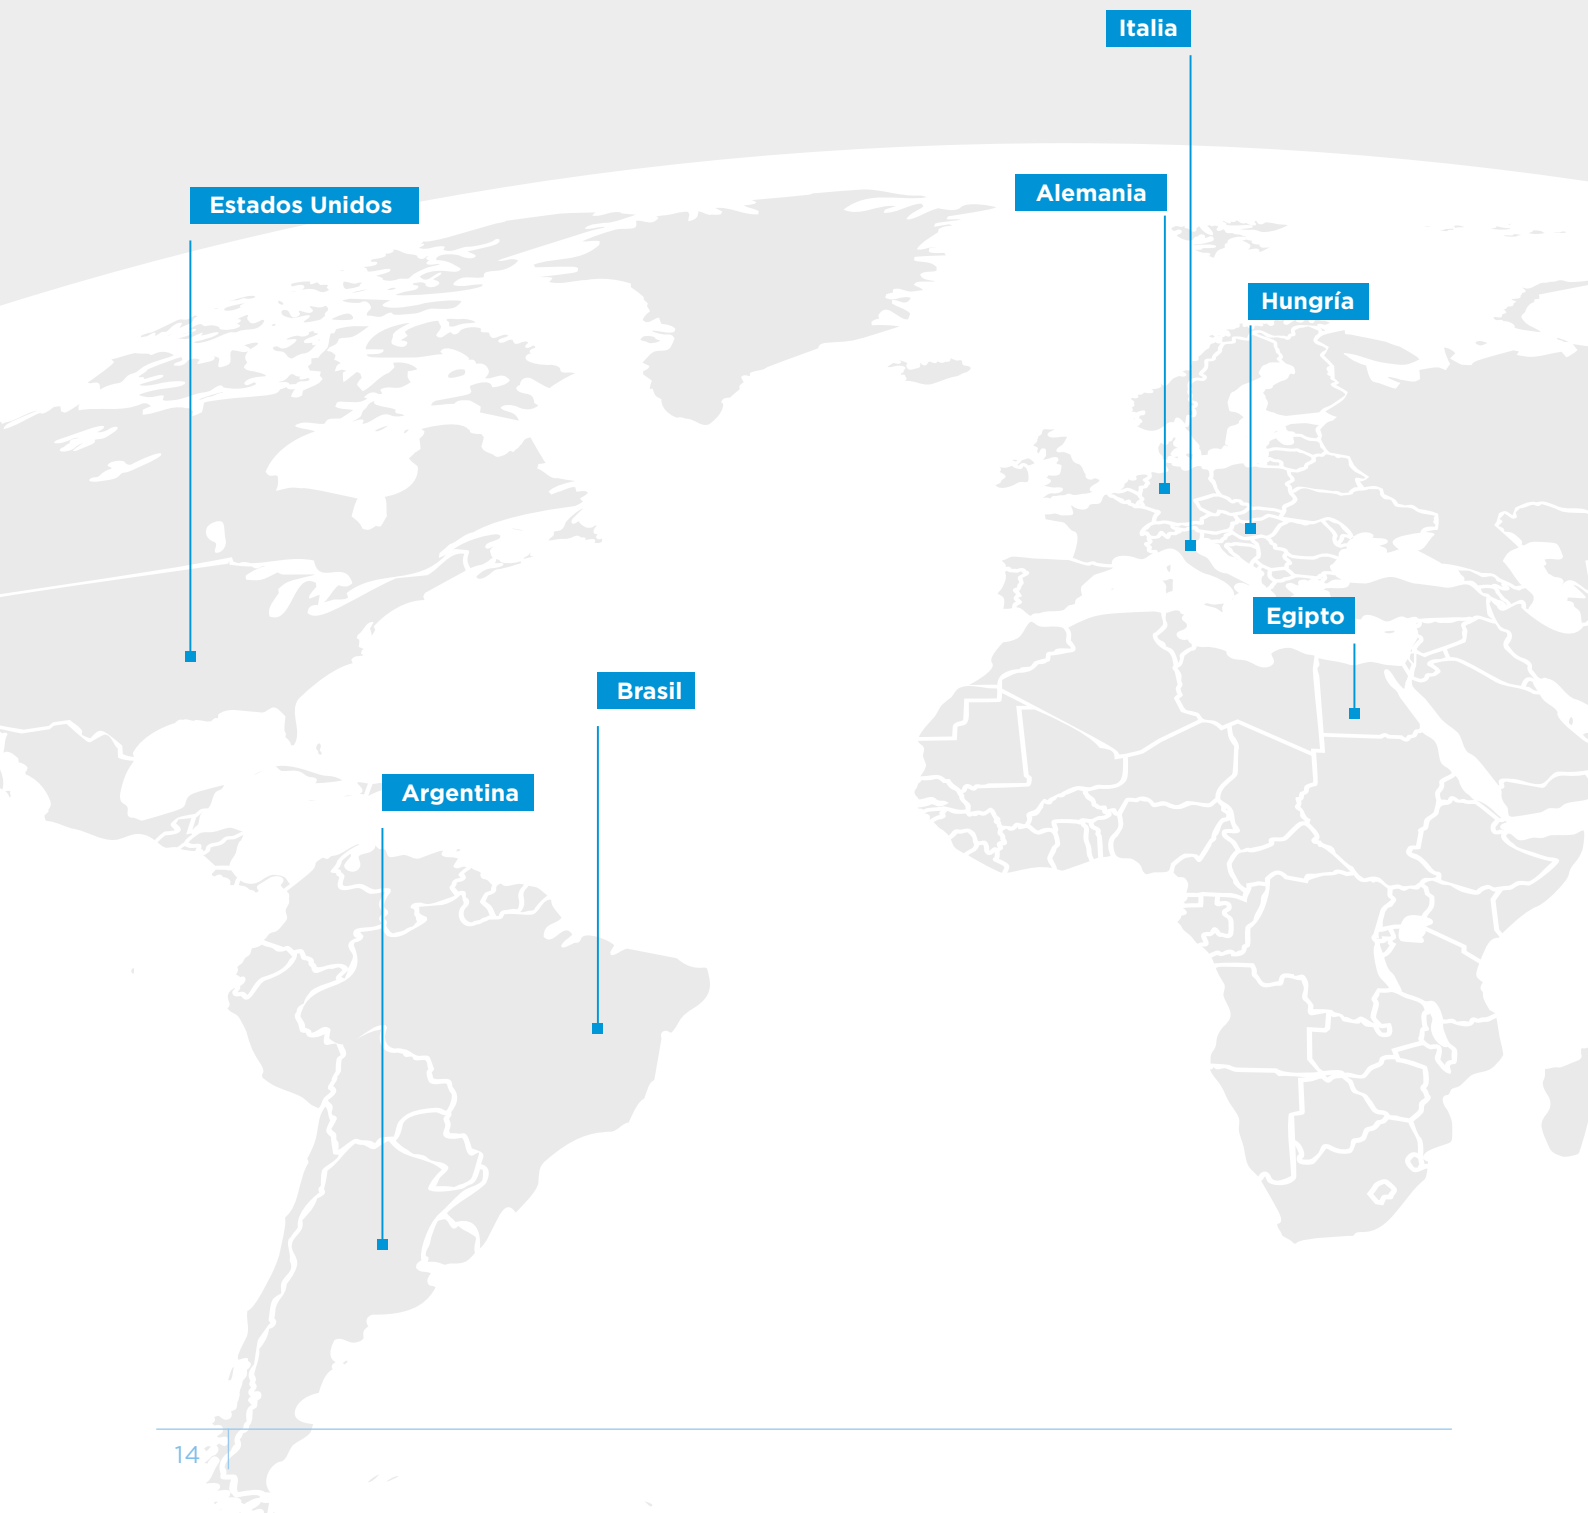 Italia
Alemania
Estados Unidos
Hungría
Egipto
Brasil
Argentina
14